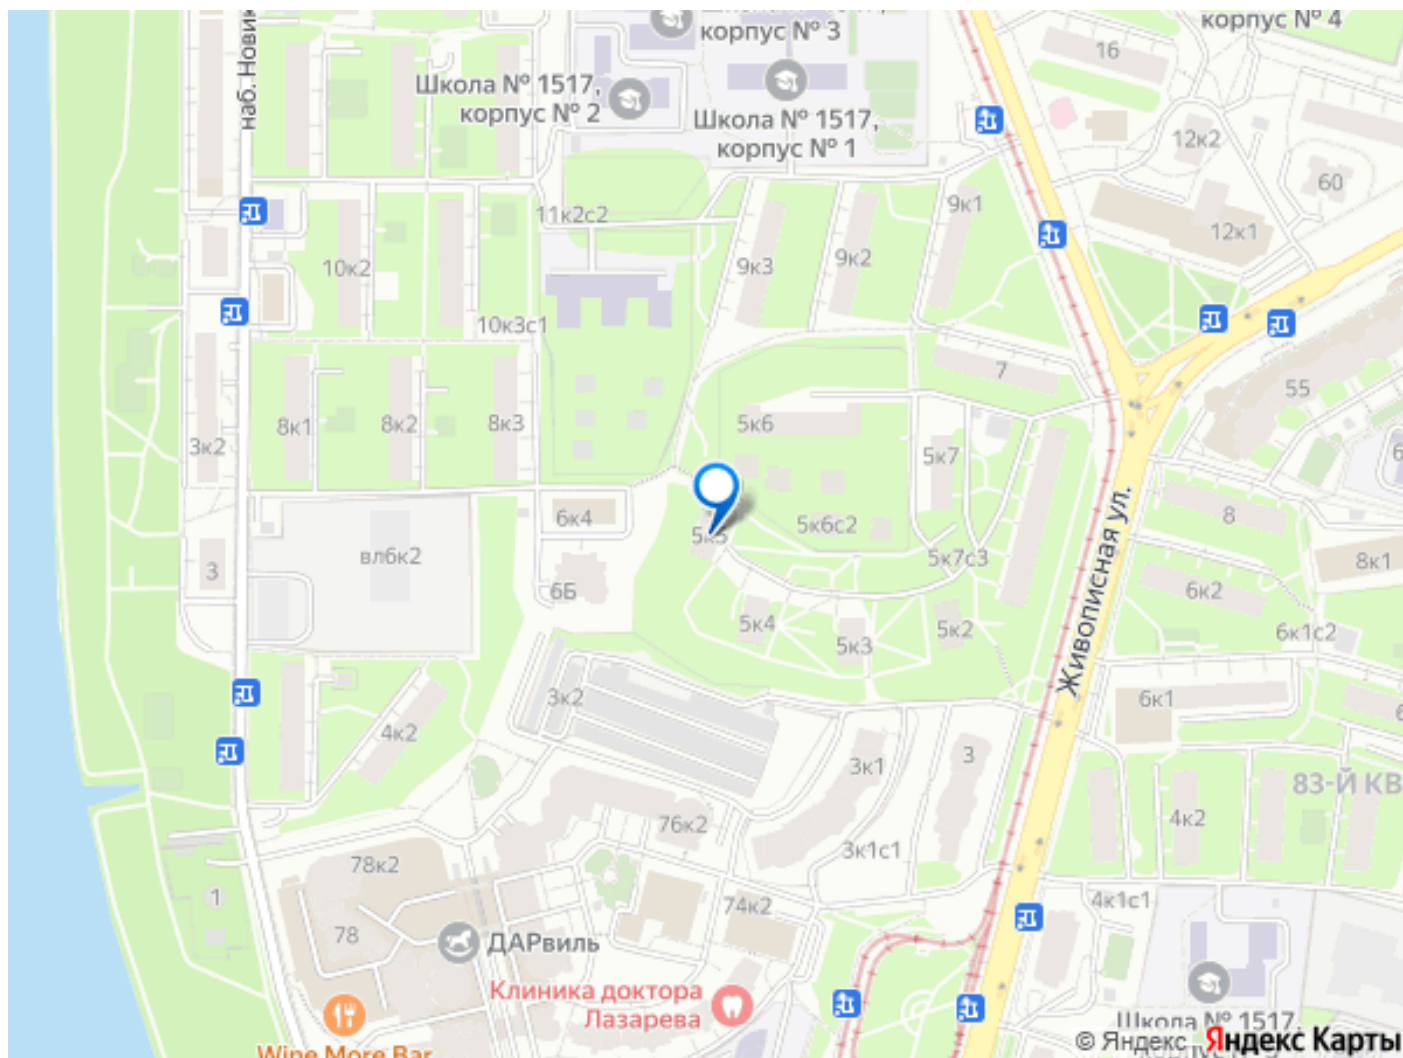 корпус № 3
корпус № 4
наб. Новик
16
Школа № 1517,
корпус № 2
Школа № 1517,
корпус № 1
12к2
60
9к1
11к2с2
12к1
10к2
9к3
9к2
10к3с1
7
55
8к1
8к2
8к3
5к6
3к2
5к7
6к4
5к6с2
8
5к5
вл6к2
5к7с3
8к1
3
6Б
6к2
5к4
5к3
5к2
6к1с2
Живописная ул.
3к2
6к1
4к2
3к1
3
83-Й КВ
76к2
4к2
3к1с1
78к2
1
74к2
4к1с1
78
ДАРвиль
Клиника доктора
Лазарева
Школа № 1517,
Wine More Bar
© Яндекс Яндекс Карты